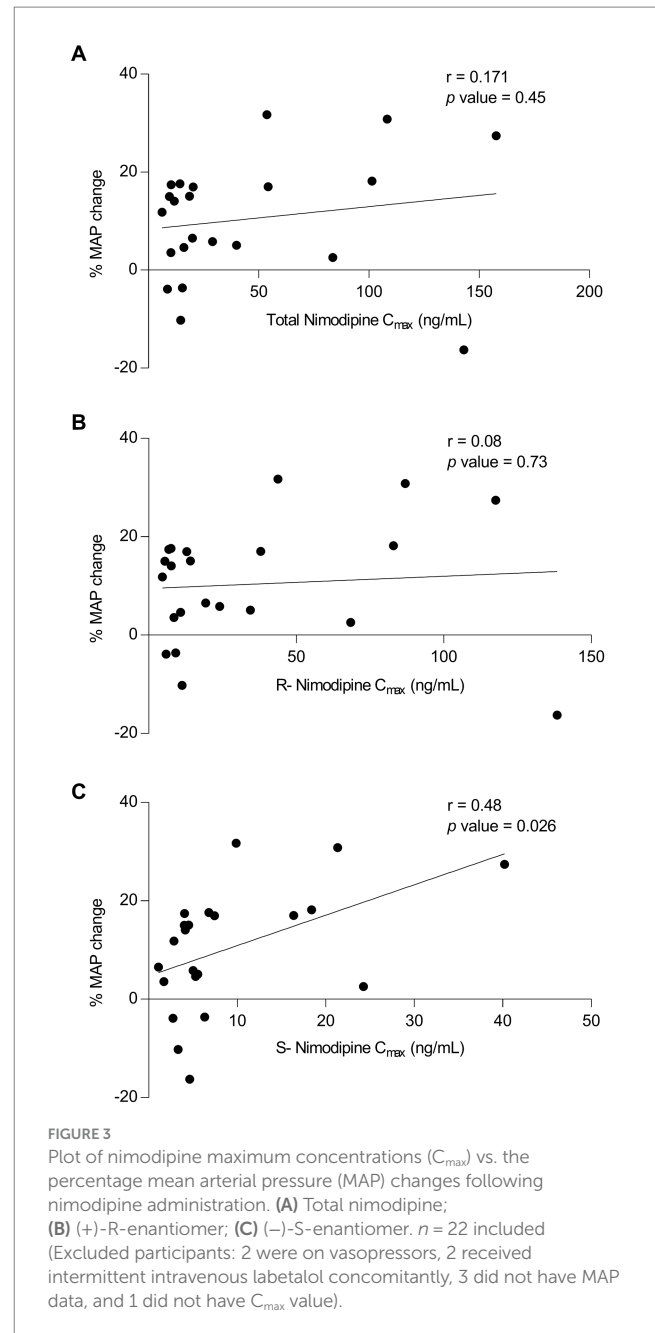 A
40
20
0
-20
% MAP change
r = 0.171
p value = 0.45
50 100 150 200
Total Nimodipine Cmax (ng/mL)
B
40
20
0
-20
% MAP change
r = 0.08
p value = 0.73
50 100 150
R- Nimodipine Cmax (ng/mL)
C
40
20
0
-20
% MAP change
r = 0.48
p value = 0.026
10 20 30 40 50
S- Nimodipine Cmax (ng/mL)
FIGURE 3
Plot of nimodipine maximum concentrations (Cmax) vs. the
percentage mean arterial pressure (MAP) changes following
nimodipine administration. (A) Total nimodipine;
(B) (+)-R-enantiomer; (C) (−)-S-enantiomer. n = 22 included
(Excluded participants: 2 were on vasopressors, 2 received
intermittent intravenous labetalol concomitantly, 3 did not have MAP
data, and 1 did not have Cmax value).